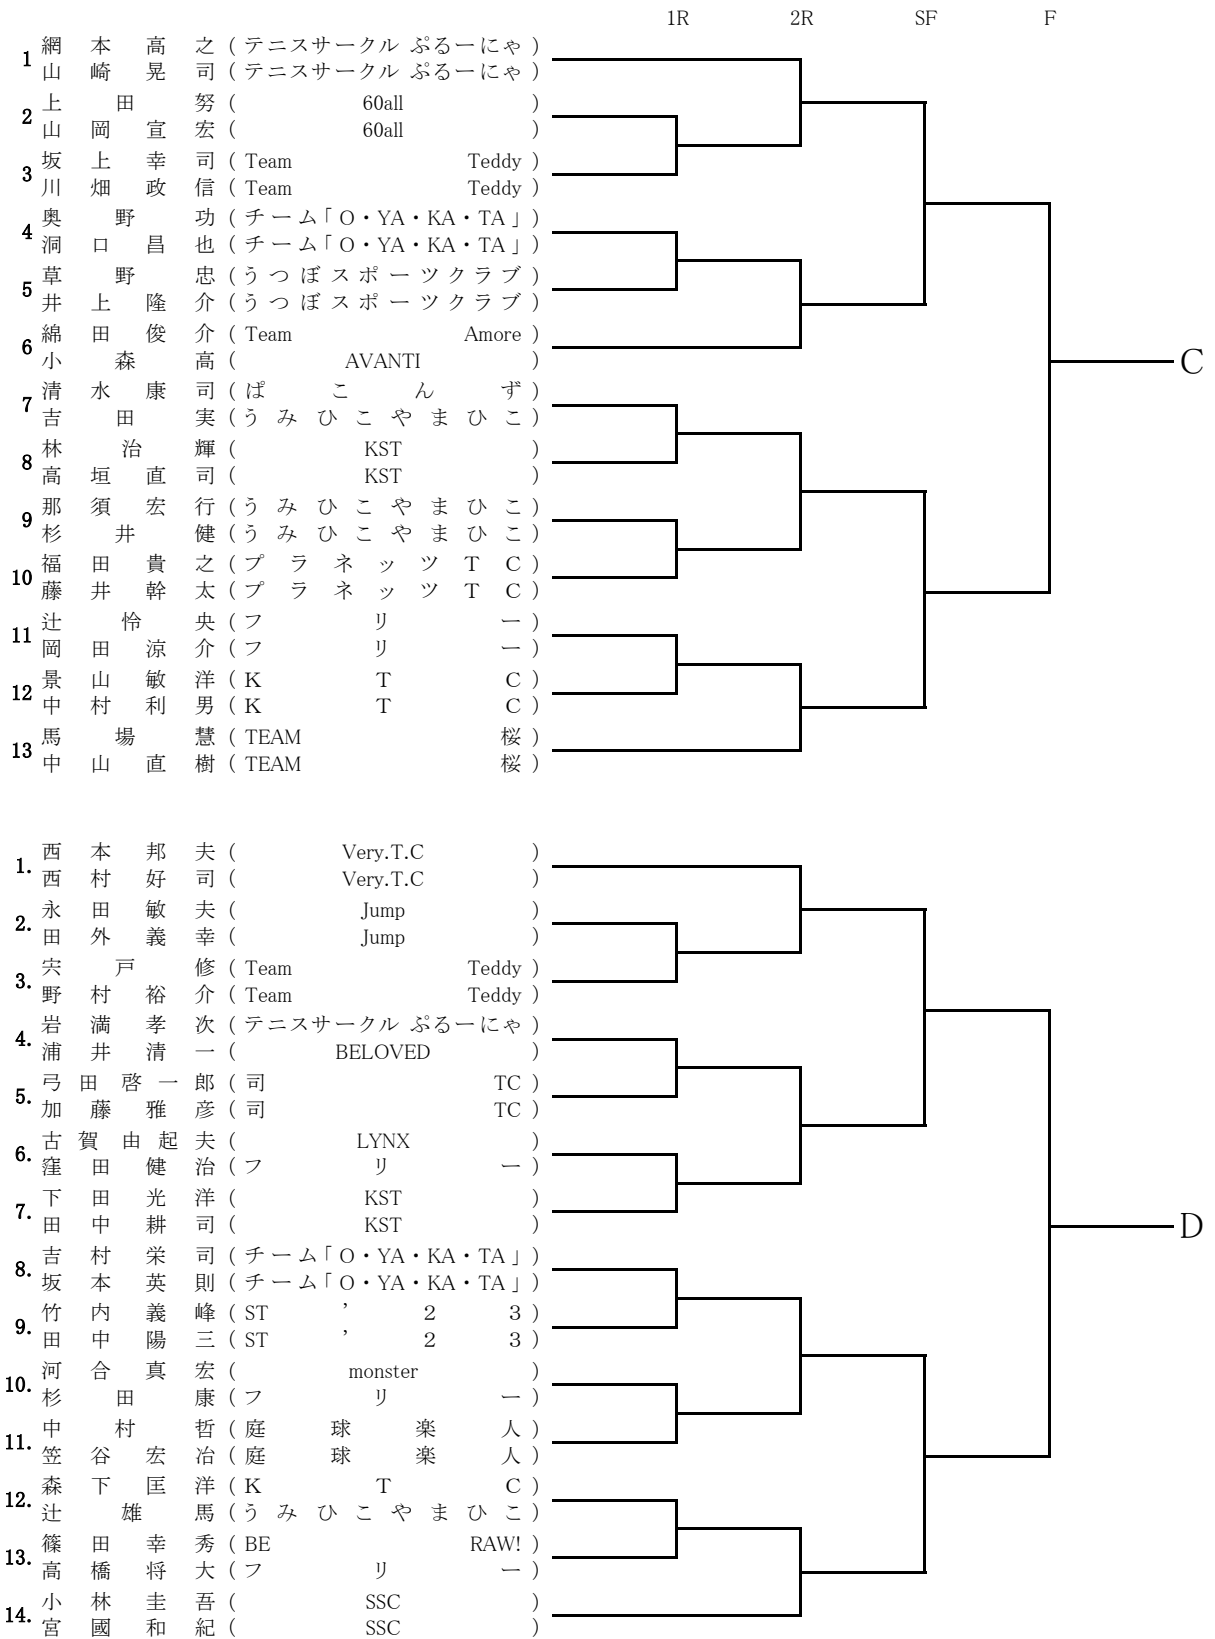 1R 2R SF F
1 網本高之(テニスサークル ぷるーにゃ)
山崎晃司(テニスサークル ぷるーにゃ)
2 上田努(60all)
山岡宣宏(60all)
3 坂上幸司(Team Teddy)
川畑政信(Team Teddy)
4 奥野功(チーム「O・YA・KA・TA」)
洞口昌也(チーム「O・YA・KA・TA」)
5 草野忠(うつぼスポーツクラブ)
井上隆介(うつぼスポーツクラブ)
6 綿田俊介(Team Amore)
小森高(AVANTI)
C
7 清水康司(ぱこんず)
吉田実(うみひこやまひこ)
8 林治輝(KST)
高垣直司(KST)
9 那須宏行(うみひこやまひこ)
杉井健(うみひこやまひこ)
10 福田貴之(プラネッツTC)
藤井幹太(プラネッツTC)
11 辻怜央(フリー)
岡田涼介(フリー)
12 景山敏洋(KTC)
中村利男(KTC)
13 馬場慧(TEAM 桜)
中山直樹(TEAM 桜)
1. 西本邦夫(Very.T.C)
西村好司(Very.T.C)
2. 永田敏夫(Jump)
田外義幸(Jump)
3. 宍戸修(Team Teddy)
野村裕介(Team Teddy)
4. 岩満孝次(テニスサークル ぷるーにゃ)
浦井清一(BELOVED)
5. 弓田啓一郎(司 TC)
加藤雅彦(司 TC)
6. 古賀由起夫(LYNX)
窪田健治(フリー)
7. 下田光洋(KST)
田中耕司(KST)
D
8. 吉村栄司(チーム「O・YA・KA・TA」)
坂本英則(チーム「O・YA・KA・TA」)
9. 竹内義峰(ST’23)
田中陽三(ST’23)
10. 河合真宏(monster)
杉田康(フリー)
11. 中村哲(庭球楽人)
笠谷宏冶(庭球楽人)
12. 森下匡洋(KTC)
辻雄馬(うみひこやまひこ)
13. 篠田幸秀(BE RAW!)
高橋将大(フリー)
14. 小林圭吾(SSC)
宮國和紀(SSC)